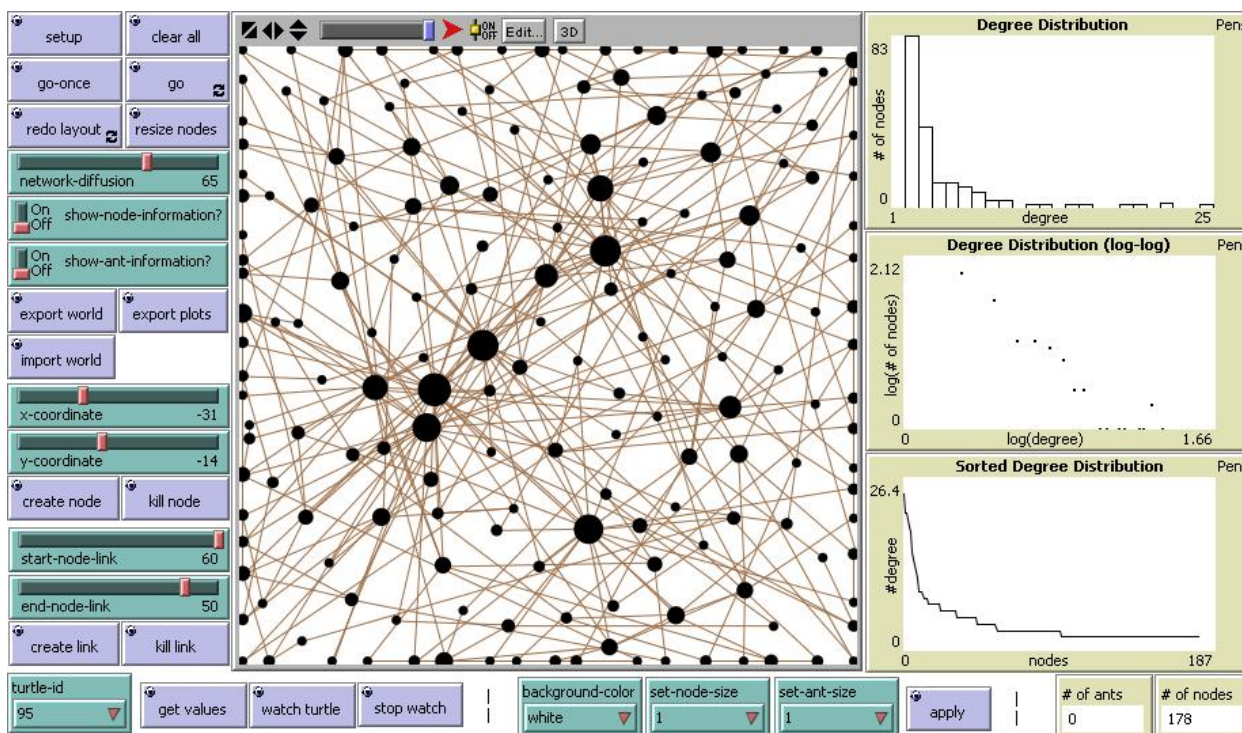 setup
clear all
go-once
go
redo layout
resize nodes
network-diffusion 65
On
Off
show-node-information?
On
Off
show-ant-information?
export world
export plots
import world
x-coordinate -31
y-coordinate -14
create node
kill node
start-node-link 60
end-node-link 50
create link
kill link
ON
OFF
Edit...
3D
Degree Distribution
Pens
83
# of nodes
0
1
degree
25
Degree Distribution (log-log)
Pens
2.12
log(# of nodes)
0
0
log(degree)
1.66
Sorted Degree Distribution
Pens
26.4
#degree
0
0
nodes
187
turtle-id
95
get values
watch turtle
stop watch
background-color
white
set-node-size
1
set-ant-size
1
apply
# of ants
0
# of nodes
178